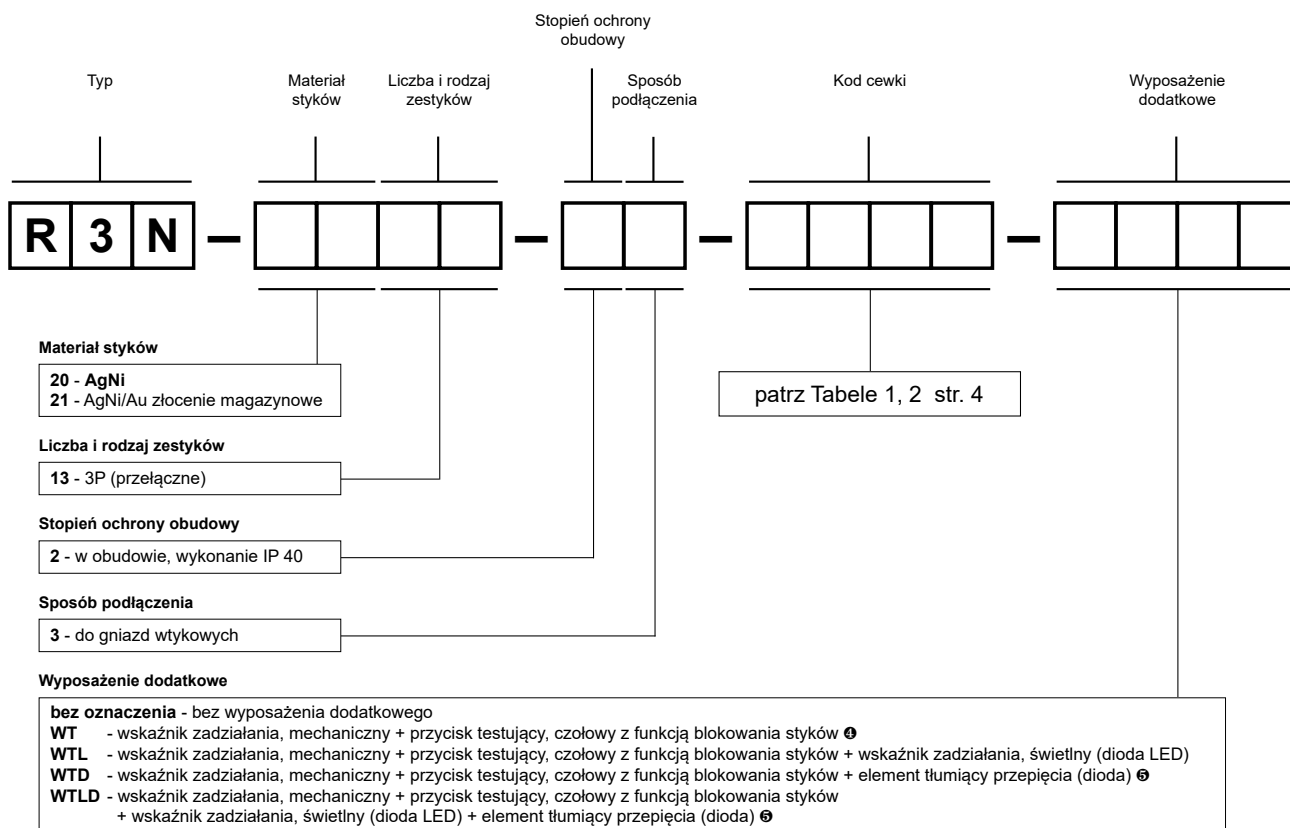 Stopień ochrony
obudowy
Typ
Materiał
styków
Liczba i rodzaj
zestyków
Sposób
podłączenia
Kod cewki
Wyposażenie
dodatkowe
R 3 N – – – –
Materiał styków
20 - AgNi
21 - AgNi/Au złocenie magazynowe
patrz Tabele 1, 2 str. 4
Liczba i rodzaj zestyków
13 - 3P (przełączne)
Stopień ochrony obudowy
2 - w obudowie, wykonanie IP 40
Sposób podłączenia
3 - do gniazd wtykowych
Wyposażenie dodatkowe
bez oznaczenia - bez wyposażenia dodatkowego
WT - wskaźnik zadziałania, mechaniczny + przycisk testujący, czołowy z funkcją blokowania styków ❹
WTL - wskaźnik zadziałania, mechaniczny + przycisk testujący, czołowy z funkcją blokowania styków + wskaźnik zadziałania, świetlny (dioda LED)
WTD - wskaźnik zadziałania, mechaniczny + przycisk testujący, czołowy z funkcją blokowania styków + element tłumiący przepięcia (dioda) ❺
WTLD - wskaźnik zadziałania, mechaniczny + przycisk testujący, czołowy z funkcją blokowania styków
+ wskaźnik zadziałania, świetlny (dioda LED) + element tłumiący przepięcia (dioda) ❺